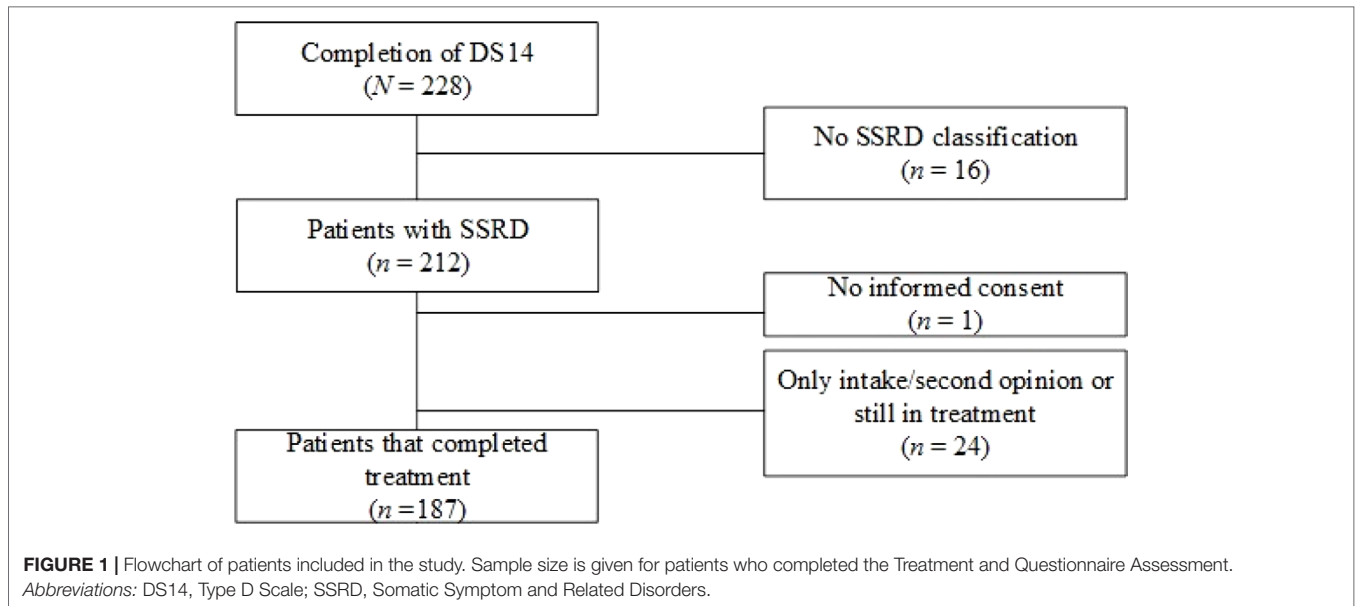 Completion of DS14
(N = 228)
No SSRD classification
(n = 16)
Patients with SSRD
(n = 212)
No informed consent
(n = 1)
Only intake/second opinion or
still in treatment
(n = 24)
Patients that completed
treatment
(n =187)
FIGURE 1 | Flowchart of patients included in the study. Sample size is given for patients who completed the Treatment and Questionnaire Assessment.
Abbreviations: DS14, Type D Scale; SSRD, Somatic Symptom and Related Disorders.